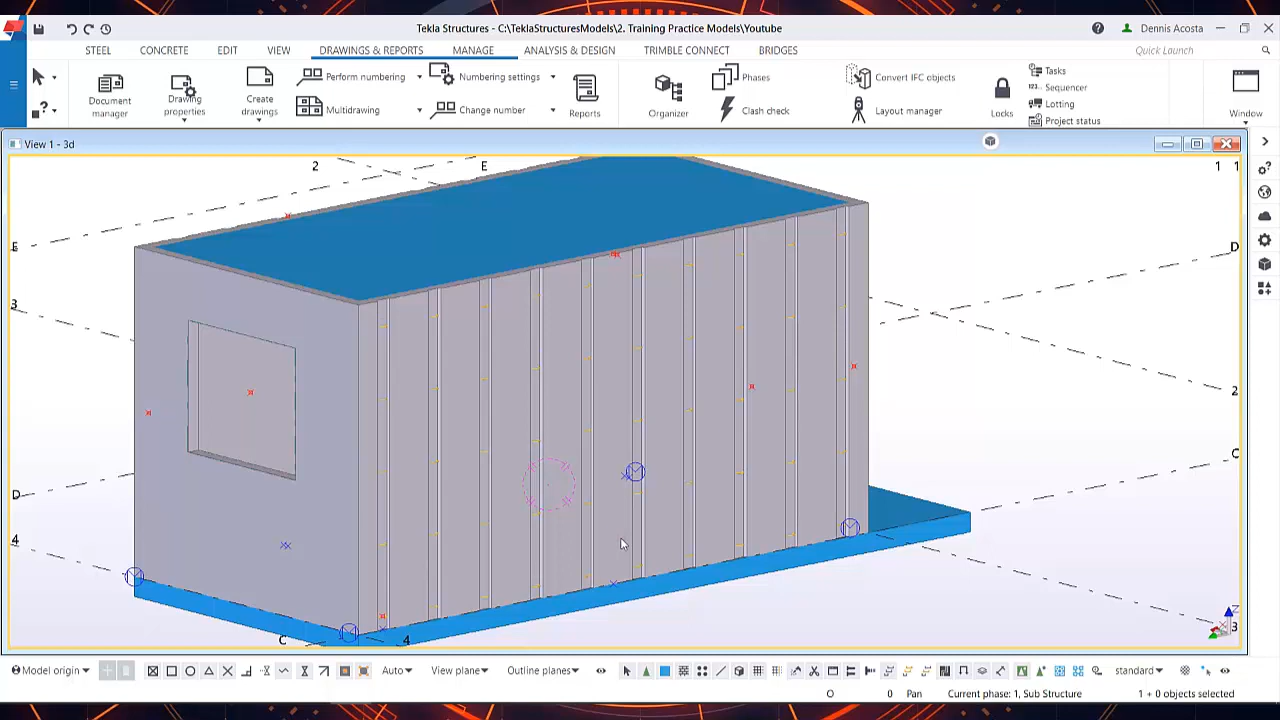 Tekla Structures - C:\TeklaStructuresModels\2. Training Practice Models\Youtube
Dennis Acosta
STEEL CONCRETE EDIT VIEW DRAWINGS & REPORTS MANAGE ANALYSIS & DESIGN TRIMBLE CONNECT BRIDGES
Quick Launch
Document manager
Drawing properties
Create drawings
Perform numbering
Multidrawing
Numbering settings
Change number
Reports
Organizer
Phases
Clash check
Convert IFC objects
Layout manager
Locks
Tasks
Sequencer
Lotting
Project status
Window
View 1 - 3d
2 E 1 1
E D
3
2
D C
4
3
C 4
Z
Model origin Auto View plane Outline planes standard
O 0 Pan Current phase: 1, Sub Structure 1 + 0 objects selected